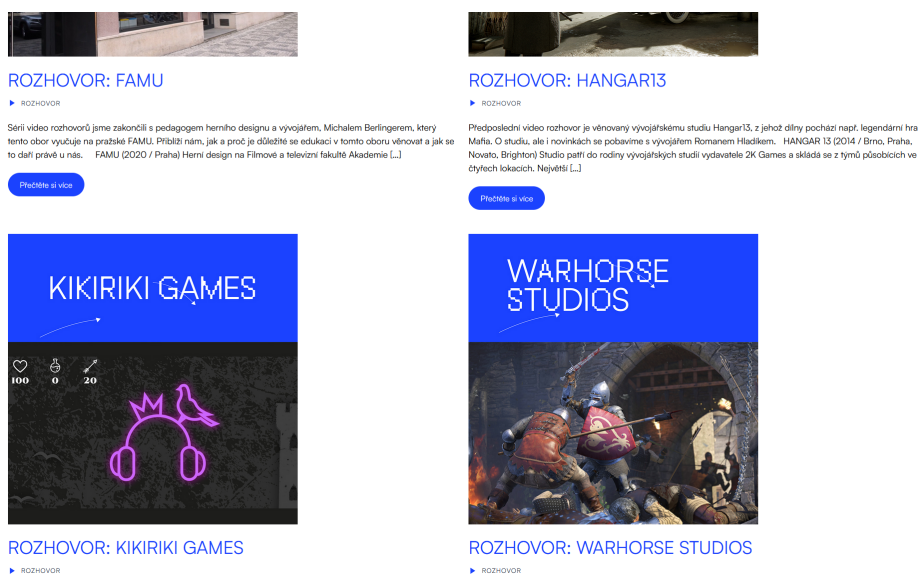 ROZHOVOR: FAMU
ROZHOVOR
Sérii video rozhovorů jsme zakončili s pedagogem herního designu a vývojářem, Michalem Berlingerem, který
tento obor vyučuje na pražské FAMU. Přiblíží nám, jak a proč je důležité se edukaci v tomto oboru věnovat a jak se
to daří právě u nás. FAMU (2020 / Praha) Herní design na Filmové a televizní fakultě Akademie [...]
Přečtěte si více
ROZHOVOR: HANGAR13
ROZHOVOR
Předposlední video rozhovor je věnovaný vývojářskému studiu Hangar13, z jehož dílny pochází např. legendární hra
Mafia. O studiu, ale i novinkách se pobavíme s vývojářem Romanem Hladíkem. HANGAR 13 (2014 / Brno, Praha,
Novato, Brighton) Studio patří do rodiny vývojářských studií vydavatele 2K Games a skládá se z týmů působících ve
čtyřech lokacích. Největší [...]
Přečtěte si více
KIKIRIKI GAMES
100 0 20
ROZHOVOR: KIKIRIKI GAMES
ROZHOVOR
WARHORSE
STUDIOS
ROZHOVOR: WARHORSE STUDIOS
ROZHOVOR